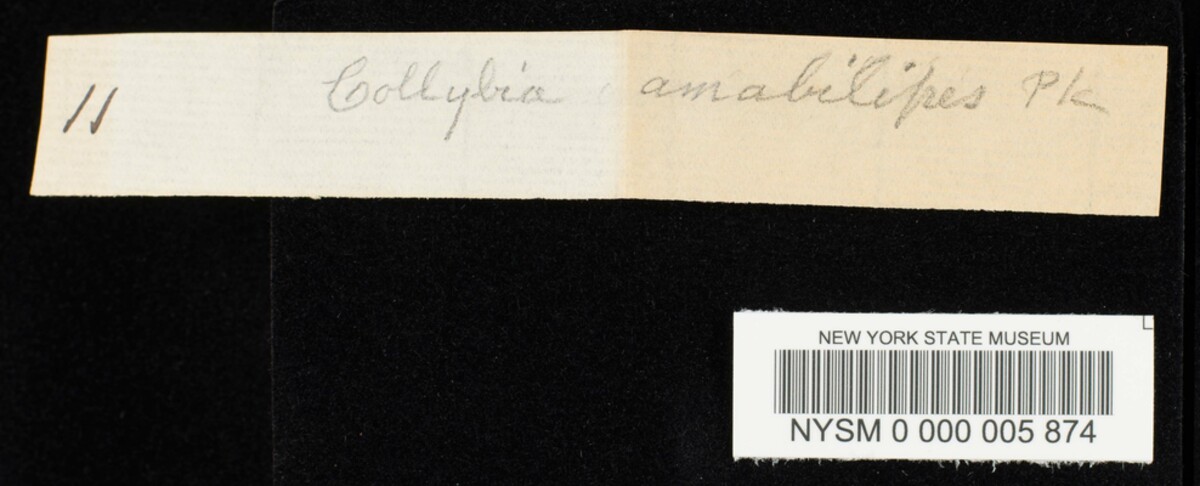 11 Collybia amabilipes Pk
NEW YORK STATE MUSEUM
NYSM 0 000 005 874